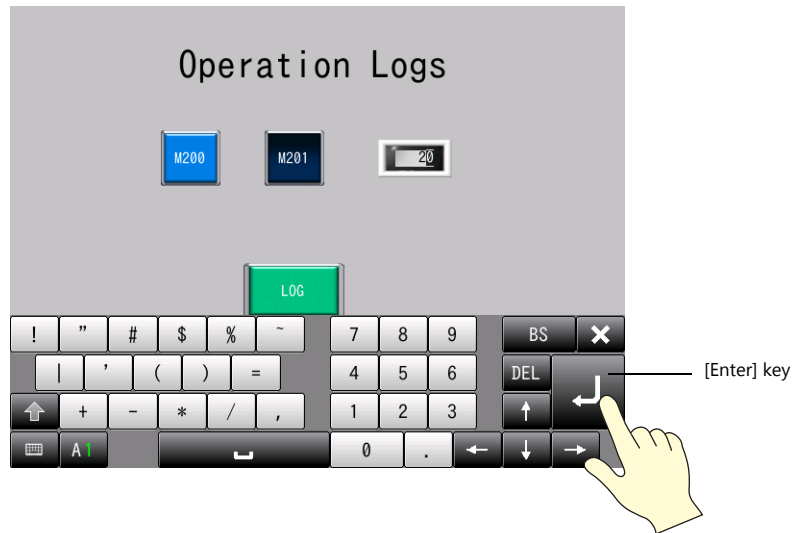 Operation Logs
M200 M201 20
LOG
! " # $ % ~ 7 8 9 BS
| ' ( ) = 4 5 6 DEL [Enter] key
+ - * / , 1 2 3
A1 0 .